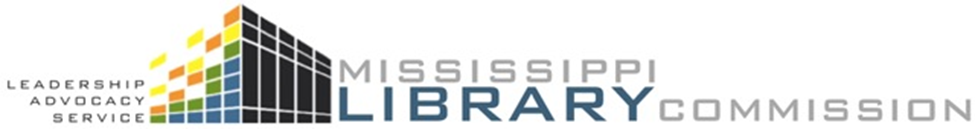 LEADERSHIP
ADVOCACY
SERVICE
MISSISSIPPI
LIBRARY COMMISSION